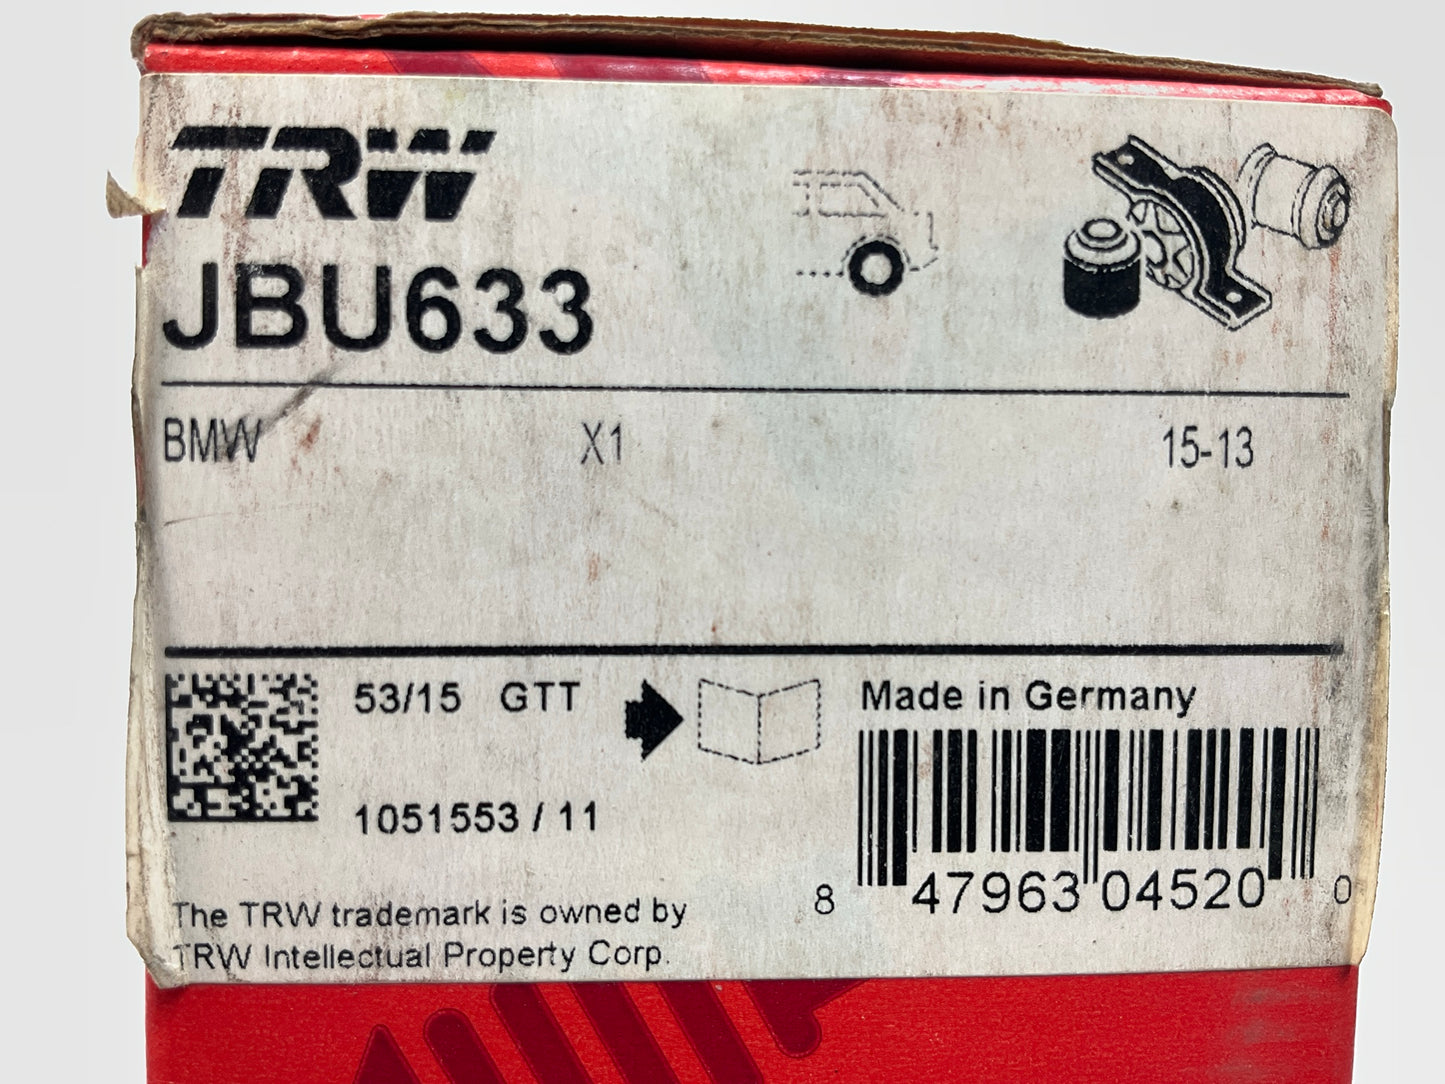 TRW
JBU633
BMW X1 15-13
53/15 GTT
Made in Germany
1051553 / 11
8 47963 04520 0
The TRW trademark is owned by
TRW Intellectual Property Corp.